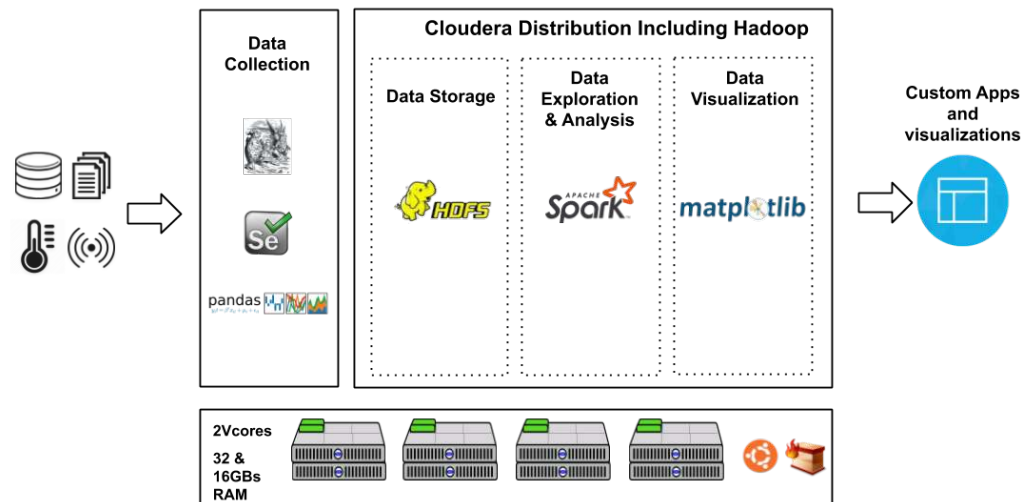 Data
Collection
Se
pandas
Cloudera Distribution Including Hadoop
Data Storage
HDFS
Data
Exploration
& Analysis
APACHE
Spark
Data
Visualization
matplotlib
Custom Apps
and
visualizations
2Vcores
32 &
16GBs
RAM